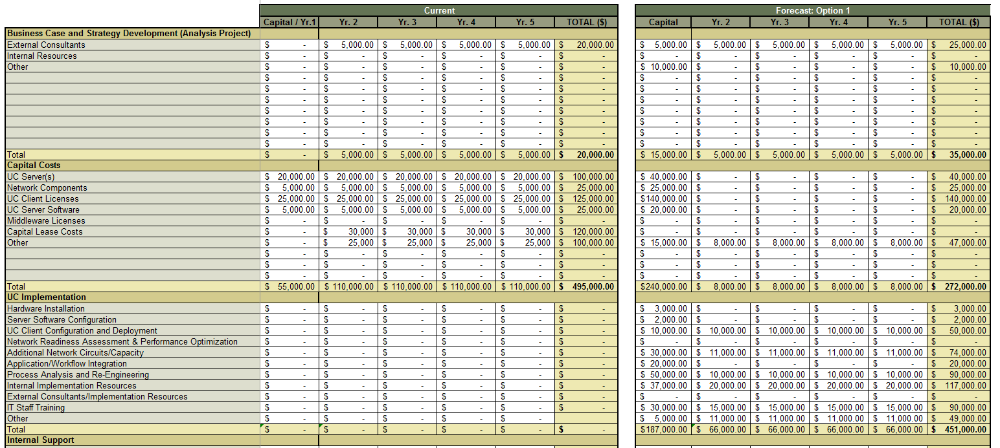 Current Forecast: Option 1
Capital / Yr.1 Yr. 2 Yr. 3 Yr. 4 Yr. 5 TOTAL ($) Capital Yr. 2 Yr. 3 Yr. 4 Yr. 5 TOTAL ($)
Business Case and Strategy Development (Analysis Project)
External Consultants $ - $ 5,000.00 $ 5,000.00 $ 5,000.00 $ 5,000.00 $ 20,000.00 $ 5,000.00 $ 5,000.00 $ 5,000.00 $ 5,000.00 $ 5,000.00 $ 25,000.00
Internal Resources $ - $ - $ - $ - $ - $ - $ - $ - $ - $ - $ - $ -
Other $ - $ - $ - $ - $ - $ - $ 10,000.00 $ - $ - $ - $ - $ 10,000.00
$ - $ - $ - $ - $ - $ - $ - $ - $ - $ - $ - $ -
$ - $ - $ - $ - $ - $ - $ - $ - $ - $ - $ - $ -
$ - $ - $ - $ - $ - $ - $ - $ - $ - $ - $ - $ -
$ - $ - $ - $ - $ - $ - $ - $ - $ - $ - $ - $ -
$ - $ - $ - $ - $ - $ - $ - $ - $ - $ - $ - $ -
$ - $ - $ - $ - $ - $ - $ - $ - $ - $ - $ - $ -
$ - $ - $ - $ - $ - $ - $ - $ - $ - $ - $ - $ -
Total $ - $ 5,000.00 $ 5,000.00 $ 5,000.00 $ 5,000.00 $ 20,000.00 $ 15,000.00 $ 5,000.00 $ 5,000.00 $ 5,000.00 $ 5,000.00 $ 35,000.00
Capital Costs
UC Server(s) $ 20,000.00 $ 20,000.00 $ 20,000.00 $ 20,000.00 $ 20,000.00 $ 100,000.00 $ 40,000.00 $ - $ - $ - $ - $ 40,000.00
Network Components $ 5,000.00 $ 5,000.00 $ 5,000.00 $ 5,000.00 $ 5,000.00 $ 25,000.00 $ 25,000.00 $ - $ - $ - $ - $ 25,000.00
UC Client Licenses $ 25,000.00 $ 25,000.00 $ 25,000.00 $ 25,000.00 $ 25,000.00 $ 125,000.00 $140,000.00 $ - $ - $ - $ - $ 140,000.00
UC Server Software $ 5,000.00 $ 5,000.00 $ 5,000.00 $ 5,000.00 $ 5,000.00 $ 25,000.00 $ 20,000.00 $ - $ - $ - $ - $ 20,000.00
Middleware Licenses $ - $ - $ - $ - $ - $ - $ - $ - $ - $ - $ - $ -
Capital Lease Costs $ - $ 30,000 $ 30,000 $ 30,000 $ 30,000 $ 120,000.00 $ - $ - $ - $ - $ - $ -
Other $ - $ 25,000 $ 25,000 $ 25,000 $ 25,000 $ 100,000.00 $ 15,000.00 $ 8,000.00 $ 8,000.00 $ 8,000.00 $ 8,000.00 $ 47,000.00
$ - $ - $ - $ - $ - $ - $ - $ - $ - $ - $ - $ -
$ - $ - $ - $ - $ - $ - $ - $ - $ - $ - $ - $ -
$ - $ - $ - $ - $ - $ - $ - $ - $ - $ - $ - $ -
Total $ 55,000.00 $ 110,000.00 $ 110,000.00 $ 110,000.00 $ 110,000.00 $ 495,000.00 $240,000.00 $ 8,000.00 $ 8,000.00 $ 8,000.00 $ 8,000.00 $ 272,000.00
UC Implementation
Hardware Installation $ - $ - $ - $ - $ - $ - $ 3,000.00 $ - $ - $ - $ - $ 3,000.00
Server Software Configuration $ - $ - $ - $ - $ - $ - $ 2,000.00 $ - $ - $ - $ - $ 2,000.00
UC Client Configuration and Deployment $ - $ - $ - $ - $ - $ - $ 10,000.00 $ 10,000.00 $ 10,000.00 $ 10,000.00 $ 10,000.00 $ 50,000.00
Network Readiness Assessment & Performance Optimization $ - $ - $ - $ - $ - $ - $ - $ - $ - $ - $ - $ -
Additional Network Circuits/Capacity $ - $ - $ - $ - $ - $ - $ 30,000.00 $ 11,000.00 $ 11,000.00 $ 11,000.00 $ 11,000.00 $ 74,000.00
Application/Workflow Integration $ - $ - $ - $ - $ - $ - $ 20,000.00 $ - $ - $ - $ - $ 20,000.00
Process Analysis and Re-Engineering $ - $ - $ - $ - $ - $ - $ 50,000.00 $ 10,000.00 $ 10,000.00 $ 10,000.00 $ 10,000.00 $ 90,000.00
Internal Implementation Resources $ - $ - $ - $ - $ - $ - $ 37,000.00 $ 20,000.00 $ 20,000.00 $ 20,000.00 $ 20,000.00 $ 117,000.00
External Consultants/Implementation Resources $ - $ - $ - $ - $ - $ - $ - $ - $ - $ - $ - $ -
IT Staff Training $ - $ - $ - $ - $ - $ - $ 30,000.00 $ 15,000.00 $ 15,000.00 $ 15,000.00 $ 15,000.00 $ 90,000.00
Other $ - $ - $ - $ - $ - $ 5,000.00 $ 11,000.00 $ 11,000.00 $ 11,000.00 $ 11,000.00 $ 49,000.00
Total $ - $ - $ - $ - $ - $ - $187,000.00 $ 66,000.00 $ 66,000.00 $ 66,000.00 $ 66,000.00 $ 451,000.00
Internal Support